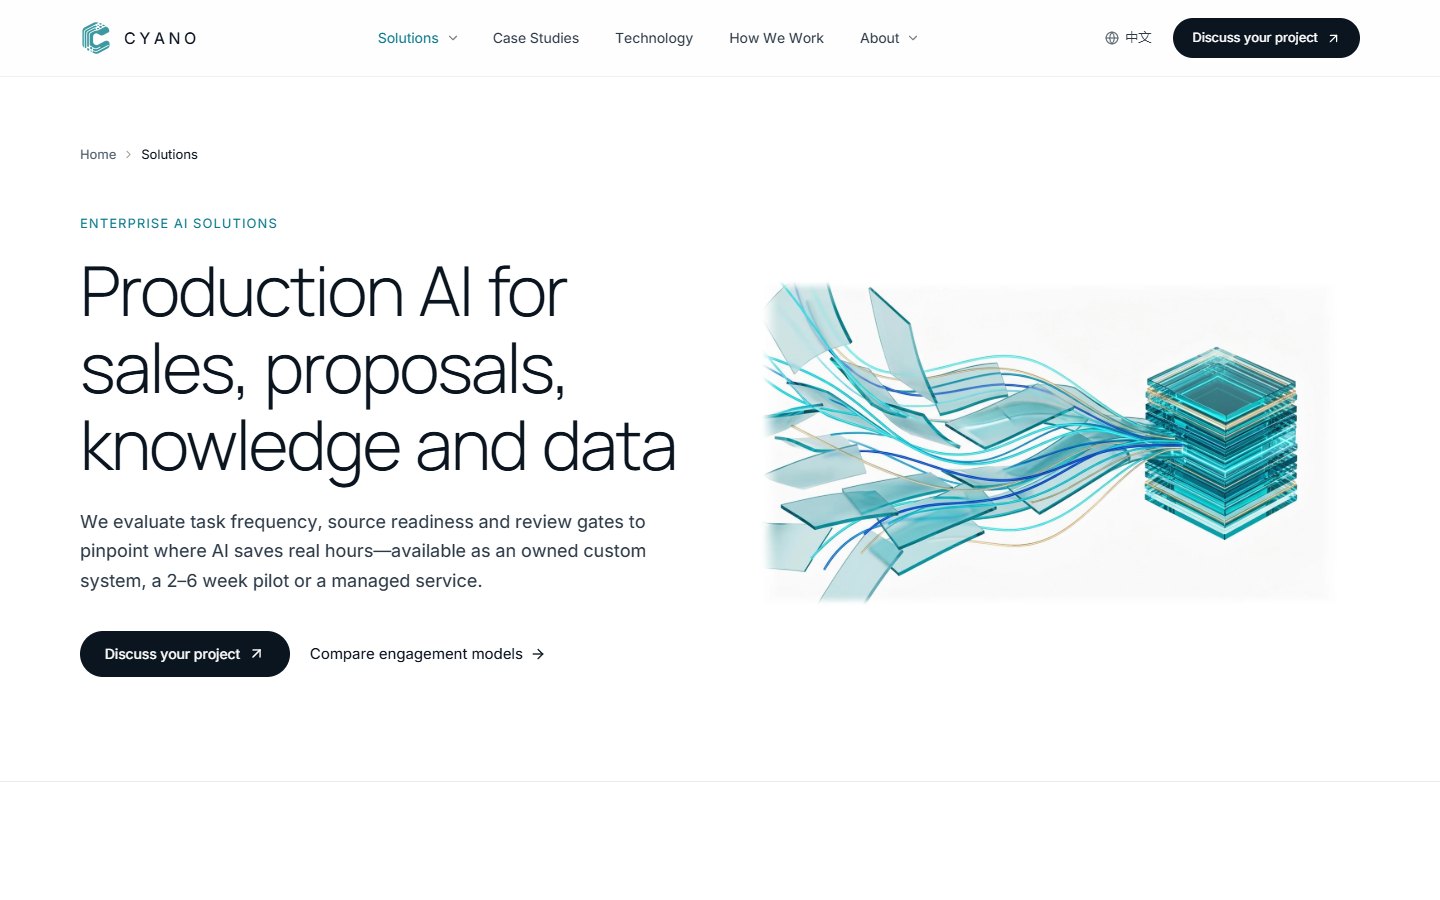 CYANO
Solutions
Case Studies
Technology
How We Work
About
中文
Discuss your project
Home
Solutions
ENTERPRISE AI SOLUTIONS
Production AI for
sales, proposals,
knowledge and data
We evaluate task frequency, source readiness and review gates to
pinpoint where AI saves real hours—available as an owned custom
system, a 2–6 week pilot or a managed service.
Discuss your project
Compare engagement models